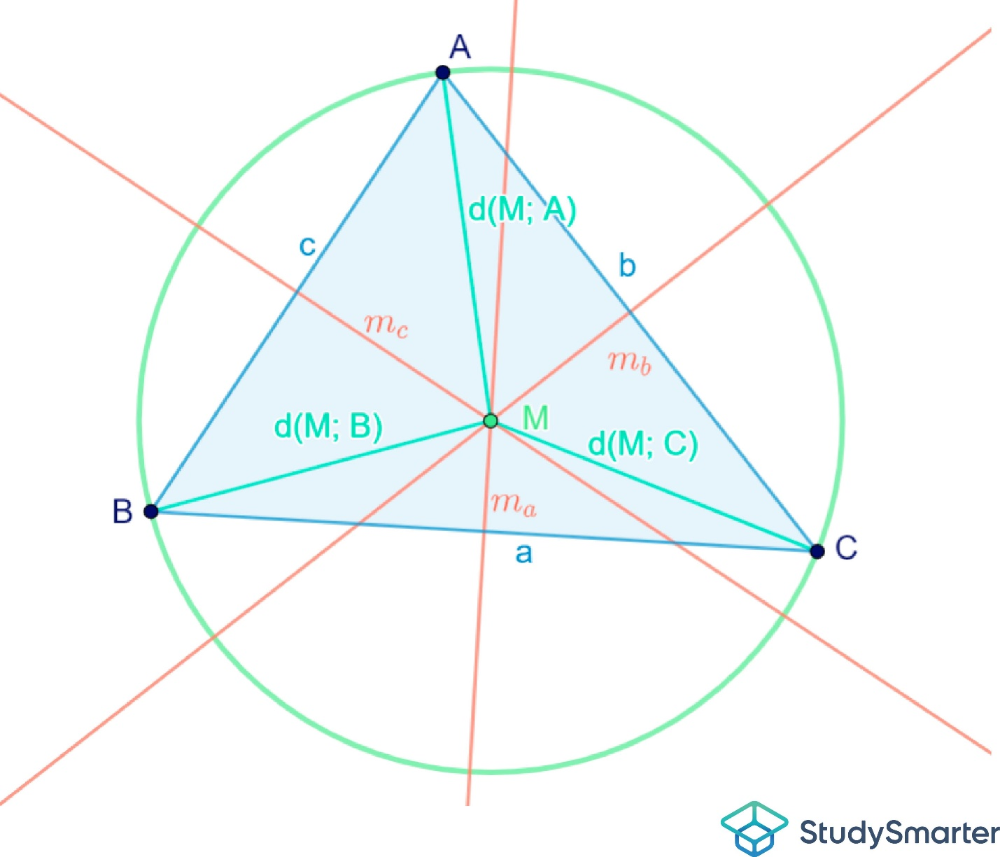 A
d(M; A)
c
b
m_c
m_b
M
d(M; B)
d(M; C)
m_a
B
a
C
StudySmarter